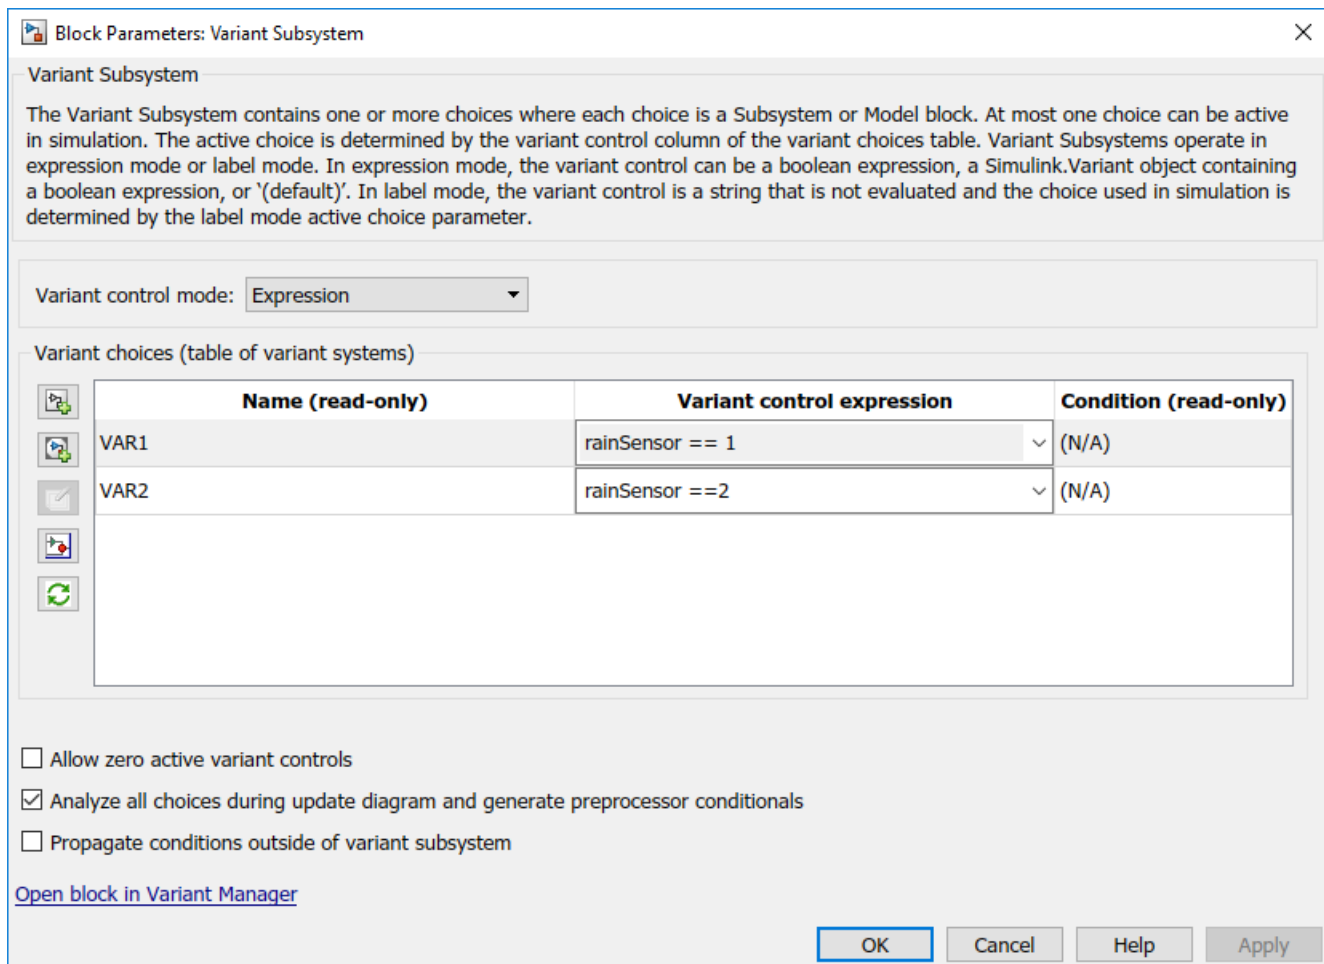 Block Parameters: Variant Subsystem
Variant Subsystem
The Variant Subsystem contains one or more choices where each choice is a Subsystem or Model block. At most one choice can be active
in simulation. The active choice is determined by the variant control column of the variant choices table. Variant Subsystems operate in
expression mode or label mode. In expression mode, the variant control can be a boolean expression, a Simulink.Variant object containing
a boolean expression, or '(default)'. In label mode, the variant control is a string that is not evaluated and the choice used in simulation is
determined by the label mode active choice parameter.
Variant control mode: Expression
Variant choices (table of variant systems)
Name (read-only) Variant control expression Condition (read-only)
VAR1 rainSensor == 1 (N/A)
VAR2 rainSensor ==2 (N/A)
Allow zero active variant controls
Analyze all choices during update diagram and generate preprocessor conditionals
Propagate conditions outside of variant subsystem
Open block in Variant Manager
OK Cancel Help Apply